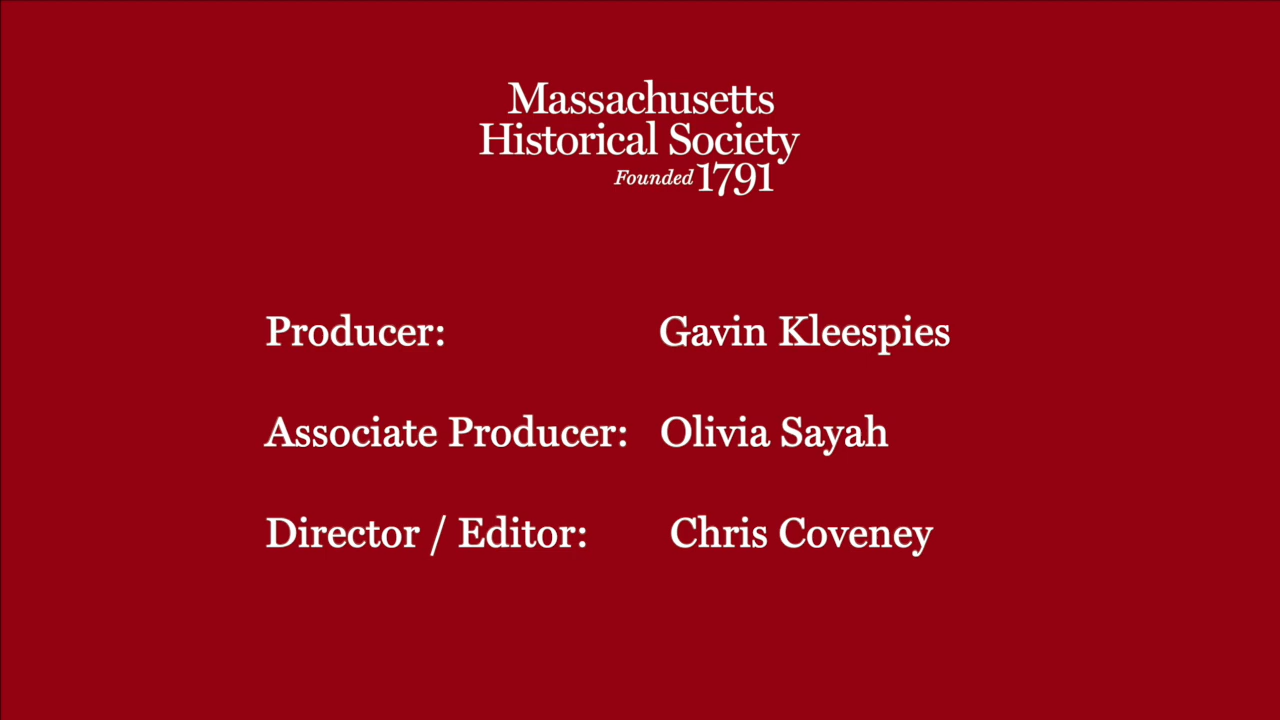 Massachusetts
Historical Society
Founded 1791
Producer: Gavin Kleespies
Associate Producer: Olivia Sayah
Director / Editor: Chris Coveney